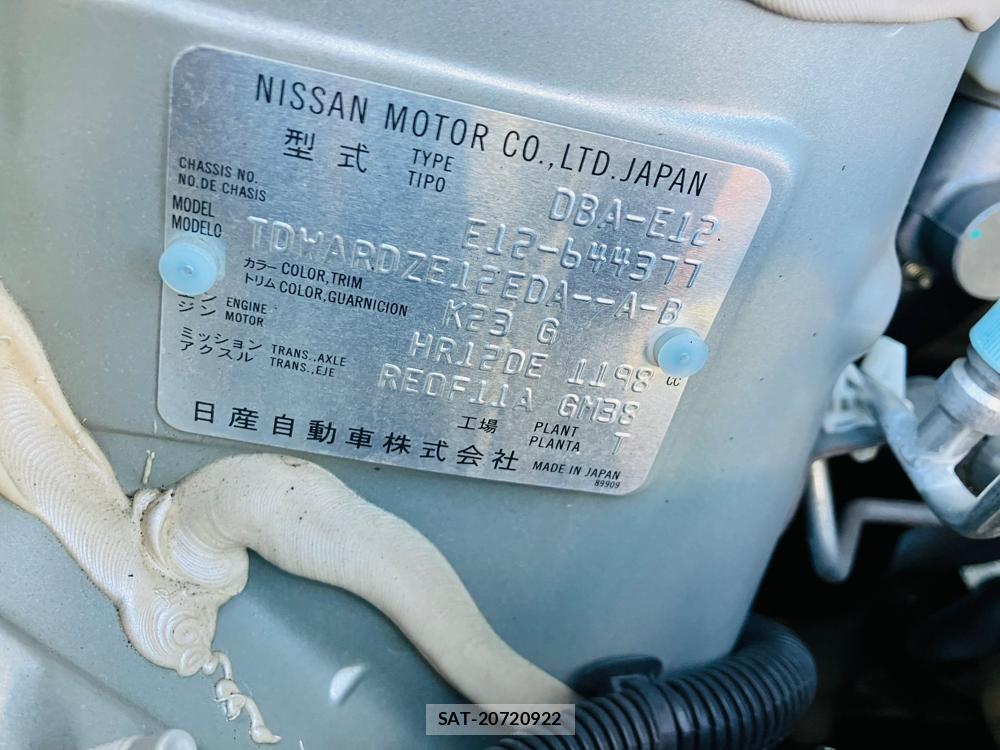 NISSAN MOTOR CO.,LTD.JAPAN
型式 TYPE TIPO DBA-E12
CHASSIS NO. NO.DE CHASIS E12-644377
MODEL MODELO TDWARDZE12EDA--A-B
カラー COLOR,TRIM トリム COLOR,GUARNICION K23 G
エンジン ENGINE MOTOR HR12DE 1198 CC
ミッション TRANS.,AXLE アクスル TRANS.,EJE RE0F11A GM38
工場 PLANT PLANTA T
日産自動車株式会社 MADE IN JAPAN
89909
SAT-20720922